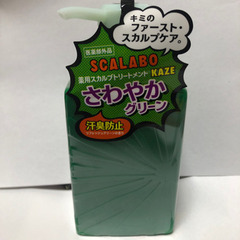 キミの
ファースト・
スカルプケア。
医薬部外品
SCALABO
薬用スカルプトリートメント KAZE
さわやか
グリーン
汗臭防止